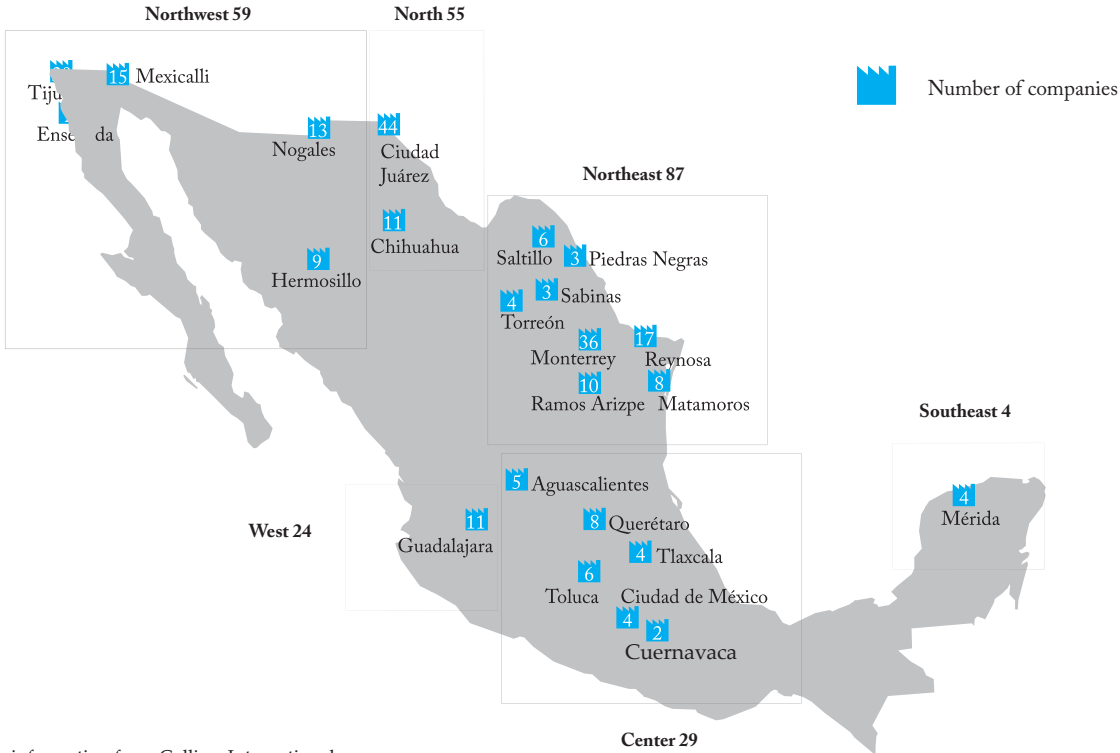 Northwest 59
North 55
15 Mexicalli
Number of companies
13
Nogales
44
Ciudad
Juárez
Northeast 87
11
Chihuahua
9
Hermosillo
6
Saltillo
3 Piedras Negras
3 Sabinas
4
Torreón
36
Monterrey
17
Reynosa
10
Ramos Arizpe
8
Matamoros
Southeast 4
4
Mérida
5 Aguascalientes
West 24
11
Guadalajara
8 Querétaro
4 Tlaxcala
6
Toluca
Ciudad de México
4
2
Cuernavaca
Center 29